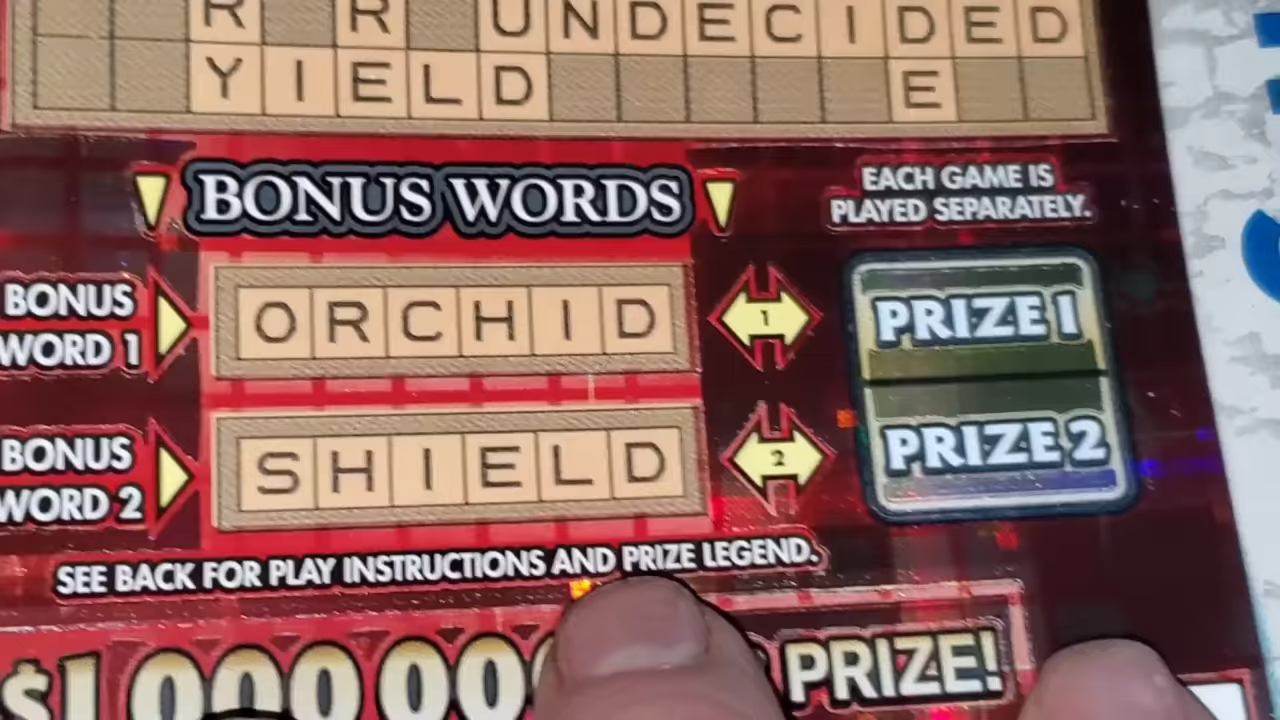 R R UNDECIDED
YIELD E
BONUS WORDS
EACH GAME IS
PLAYED SEPARATELY.
BONUS
WORD 1
ORCHID
1
PRIZE 1
BONUS
WORD 2
SHIELD
2
PRIZE 2
SEE BACK FOR PLAY INSTRUCTIONS AND PRIZE LEGEND.
PRIZE!